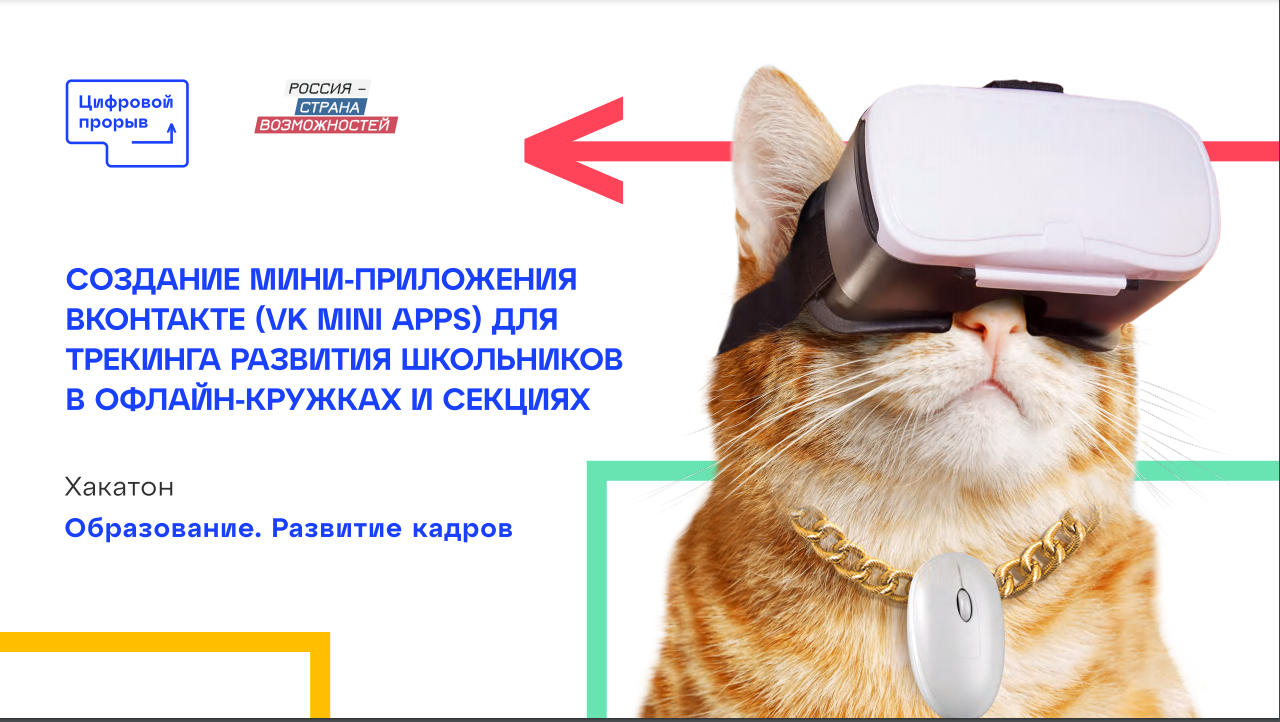 Цифровой
прорыв
РОССИЯ –
СТРАНА
ВОЗМОЖНОСТЕЙ
СОЗДАНИЕ МИНИ-ПРИЛОЖЕНИЯ
ВКОНТАКТЕ (VK MINI APPS) ДЛЯ
ТРЕКИНГА РАЗВИТИЯ ШКОЛЬНИКОВ
В ОФЛАЙН-КРУЖКАХ И СЕКЦИЯХ
Хакатон
Образование. Развитие кадров